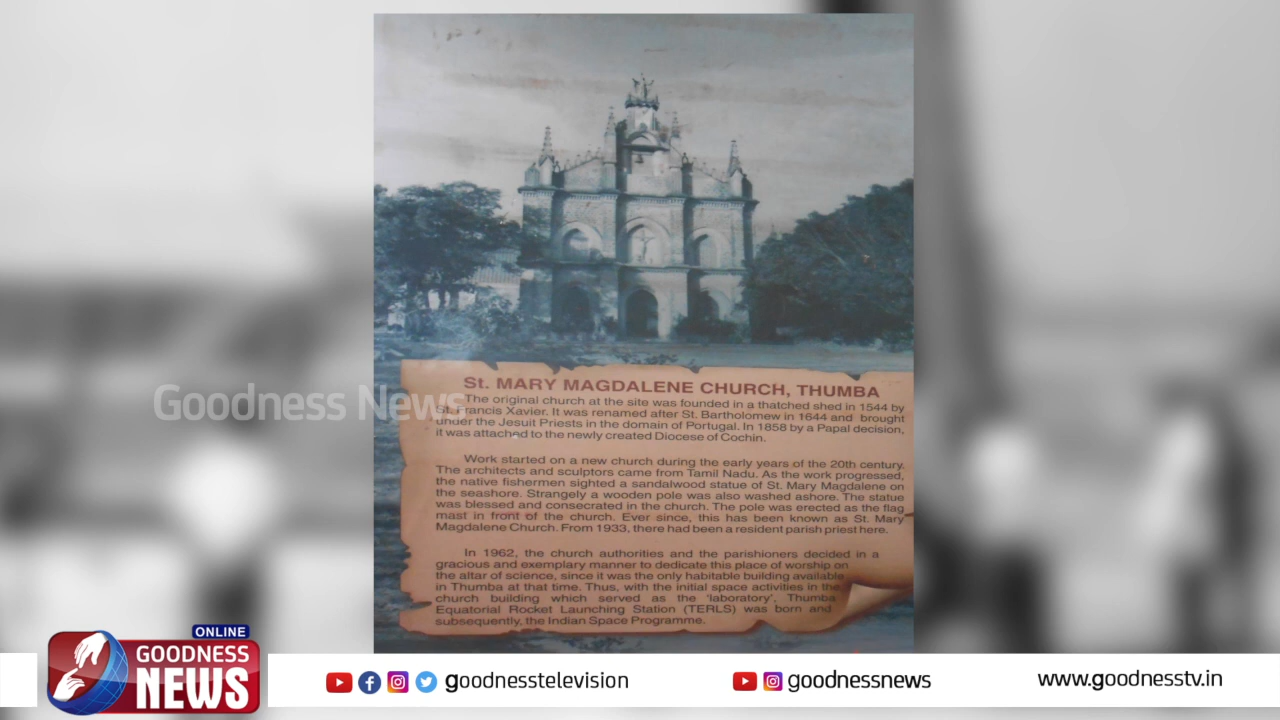 St. MARY MAGDALENE CHURCH, THUMBA
The original church at the site was founded in a thatched shed in 1544 by
St. Francis Xavier. It was renamed after St. Bartholomew in 1644 and brought
under the Jesuit Priests in the domain of Portugal. In 1858 by a Papal decision,
it was attached to the newly created Diocese of Cochin.
Work started on a new church during the early years of the 20th century.
The architects and sculptors came from Tamil Nadu. As the work progressed,
the native fishermen sighted a sandalwood statue of St. Mary Magdalene on
the seashore. Strangely a wooden pole was also washed ashore. The statue
was blessed and consecrated in the church. The pole was erected as the flag
mast in front of the church. Ever since, this has been known as St. Mary
Magdalene Church. From 1933, there had been a resident parish priest here.
In 1962, the church authorities and the parishioners decided in a
gracious and exemplary manner to dedicate this place of worship on
the altar of science, since it was the only habitable building available
in Thumba at that time. Thus, with the initial space activities in the
church building which served as the 'laboratory', Thumba
Equatorial Rocket Launching Station (TERLS) was born and
subsequently, the Indian Space Programme.
Goodness News
ONLINE
GOODNESS
NEWS
goodnesstelevision
goodnessnews
www.goodnesstv.in